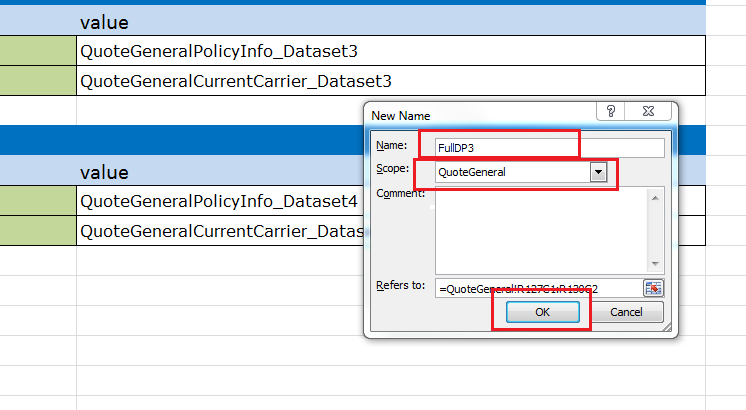 value
QuoteGeneralPolicyInfo_Dataset3
QuoteGeneralCurrentCarrier_Dataset3
New Name
Name: FullDP3
Scope: QuoteGeneral
Comment:
value
QuoteGeneralPolicyInfo_Dataset4
QuoteGeneralCurrentCarrier_Datas
Refers to: =QuoteGeneral!R127C1:R130C2
OK Cancel